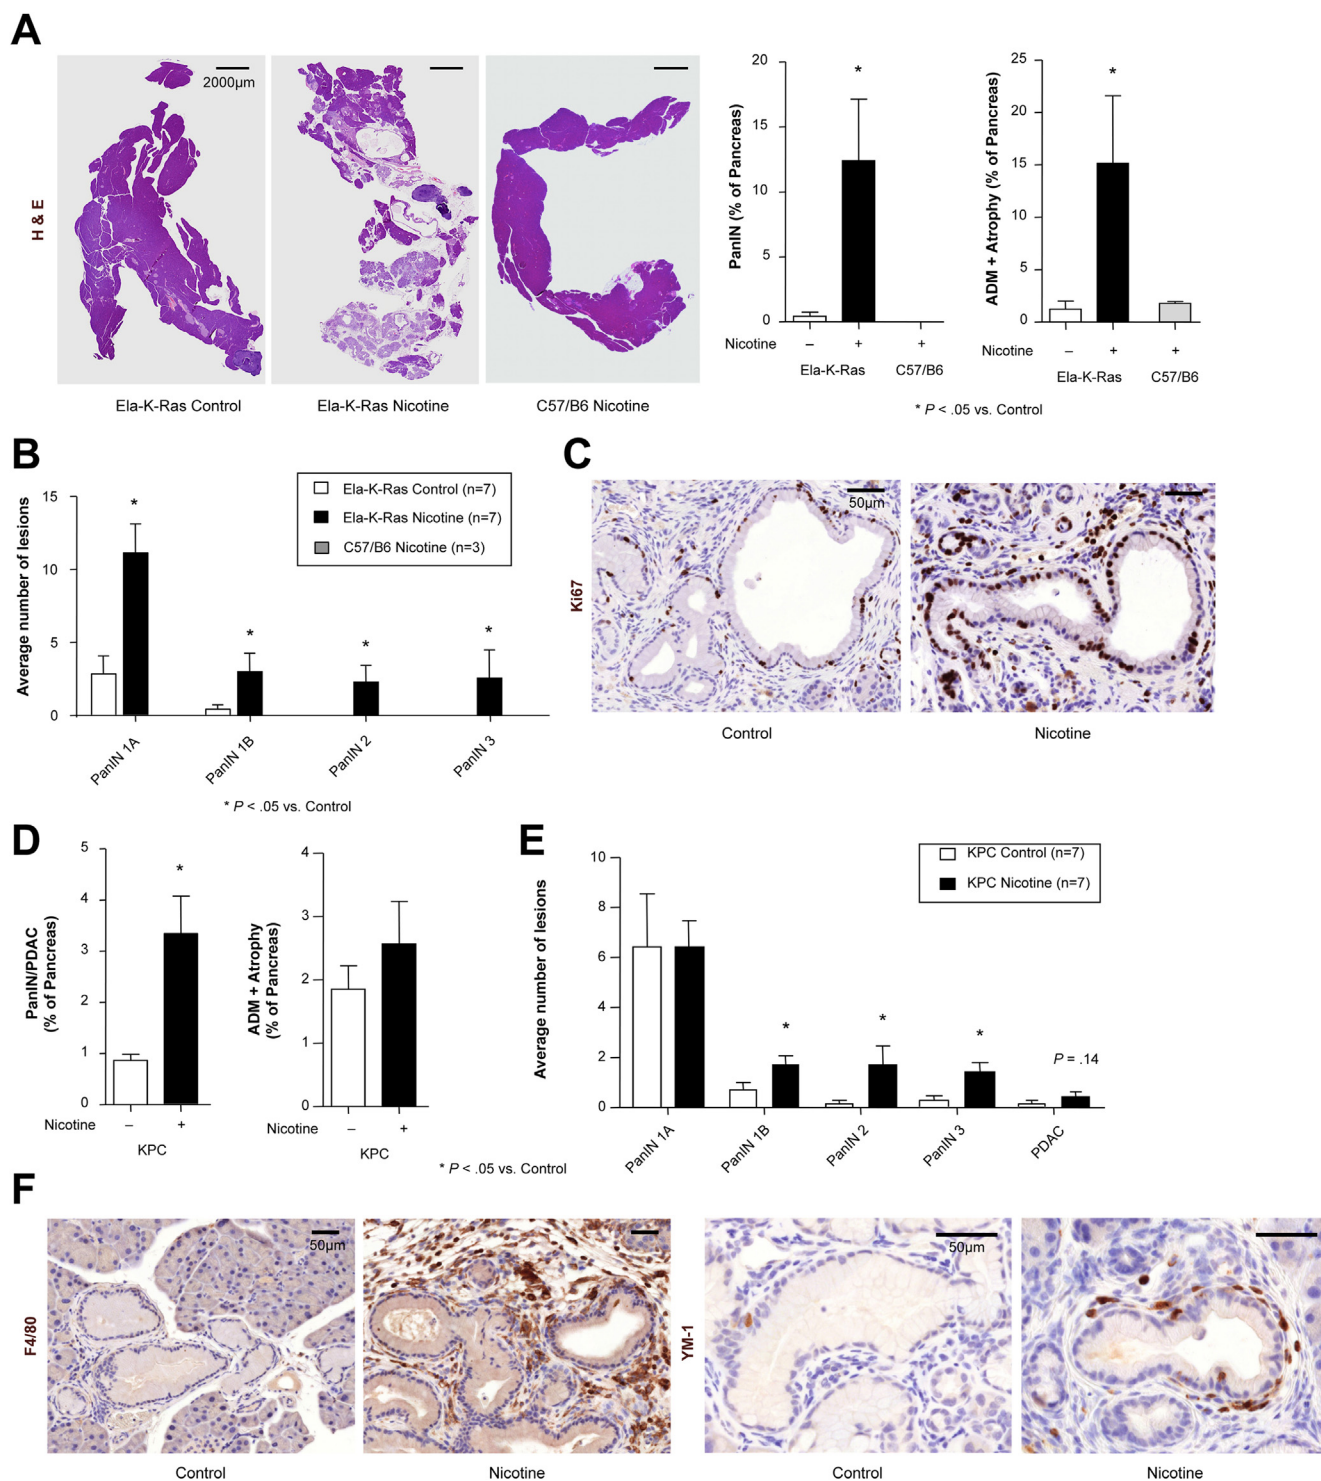 A
H & E
2000µm
Ela-K-Ras Control
Ela-K-Ras Nicotine
C57/B6 Nicotine
PanIN (% of Pancreas)
20
15
10
5
0
Nicotine – + +
Ela-K-Ras C57/B6
ADM + Atrophy (% of Pancreas)
25
20
15
10
5
0
Nicotine – + +
Ela-K-Ras C57/B6
*
*
* P < .05 vs. Control
B
Average number of lesions
15
10
5
0
* * * *
Ela-K-Ras Control (n=7)
Ela-K-Ras Nicotine (n=7)
C57/B6 Nicotine (n=3)
PanIN 1A
PanIN 1B
PanIN 2
PanIN 3
* P < .05 vs. Control
C
Ki67
50µm
Control
Nicotine
D
PanIN/PDAC
(% of Pancreas)
5
4
3
2
1
0
*
Nicotine – +
KPC
ADM + Atrophy
(% of Pancreas)
4
3
2
1
0
Nicotine – +
KPC
* P < .05 vs. Control
E
Average number of lesions
10
8
6
4
2
0
KPC Control (n=7)
KPC Nicotine (n=7)
* * *
P = .14
PanIN 1A
PanIN 1B
PanIN 2
PanIN 3
PDAC
F
F4/80
50µm
Control
Nicotine
YM-1
50µm
Control
Nicotine